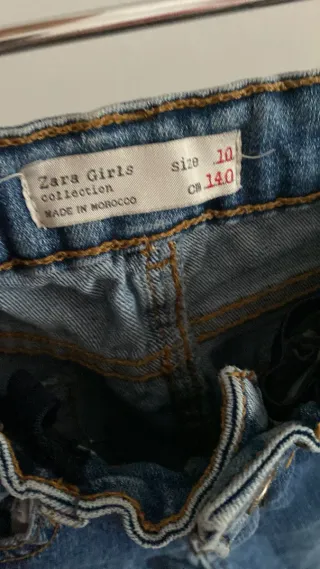 Zara Girls size 10
collection
MADE IN MOROCCO CM 140